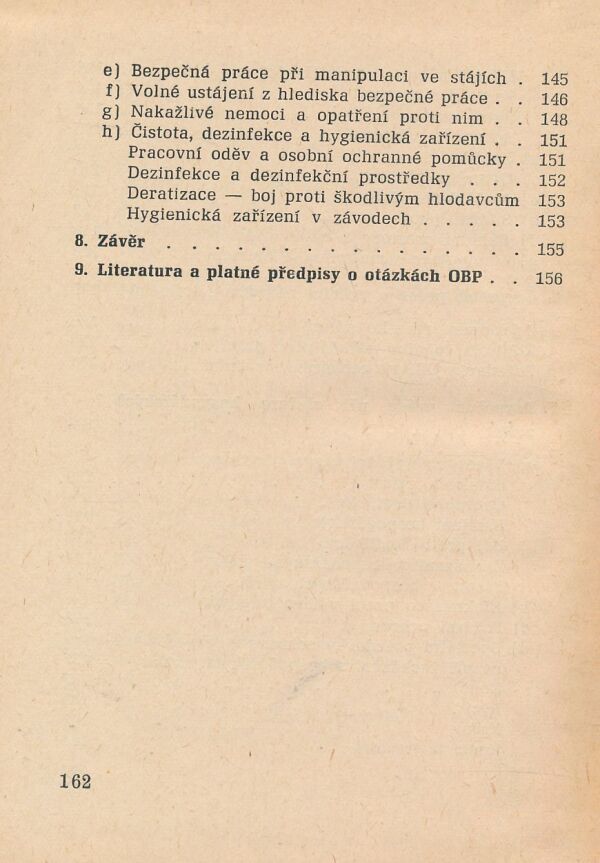 e) Bezpečná práce při manipulaci ve stájích . 145
f) Volné ustájení z hlediska bezpečné práce . . 146
g) Nakažlivé nemoci a opatření proti nim . . 148
h) Čistota, dezinfekce a hygienická zařízení . . 151
Pracovní oděv a osobní ochranné pomůcky . 151
Dezinfekce a dezinfekční prostředky . . . 152
Deratizace — boj proti škodlivým hlodavcům 153
Hygienická zařízení v závodech . . . . . 153
8. Závěr . . . . . . . . . . . . . . . 155
9. Literatura a platné předpisy o otázkách OBP . . 156
162